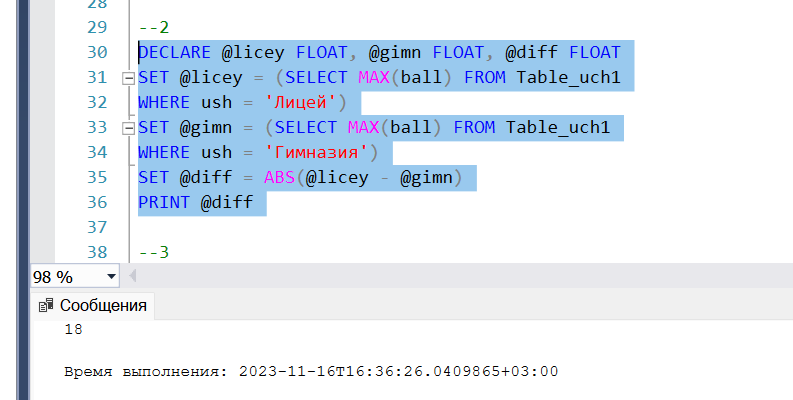 28
29 --2
30 DECLARE @licey FLOAT, @gimn FLOAT, @diff FLOAT
31 SET @licey = (SELECT MAX(ball) FROM Table_uch1
32 WHERE ush = 'Лицей')
33 SET @gimn = (SELECT MAX(ball) FROM Table_uch1
34 WHERE ush = 'Гимназия')
35 SET @diff = ABS(@licey - @gimn)
36 PRINT @diff
37
38 --3
98 %
Сообщения
18
Время выполнения: 2023-11-16T16:36:26.0409865+03:00